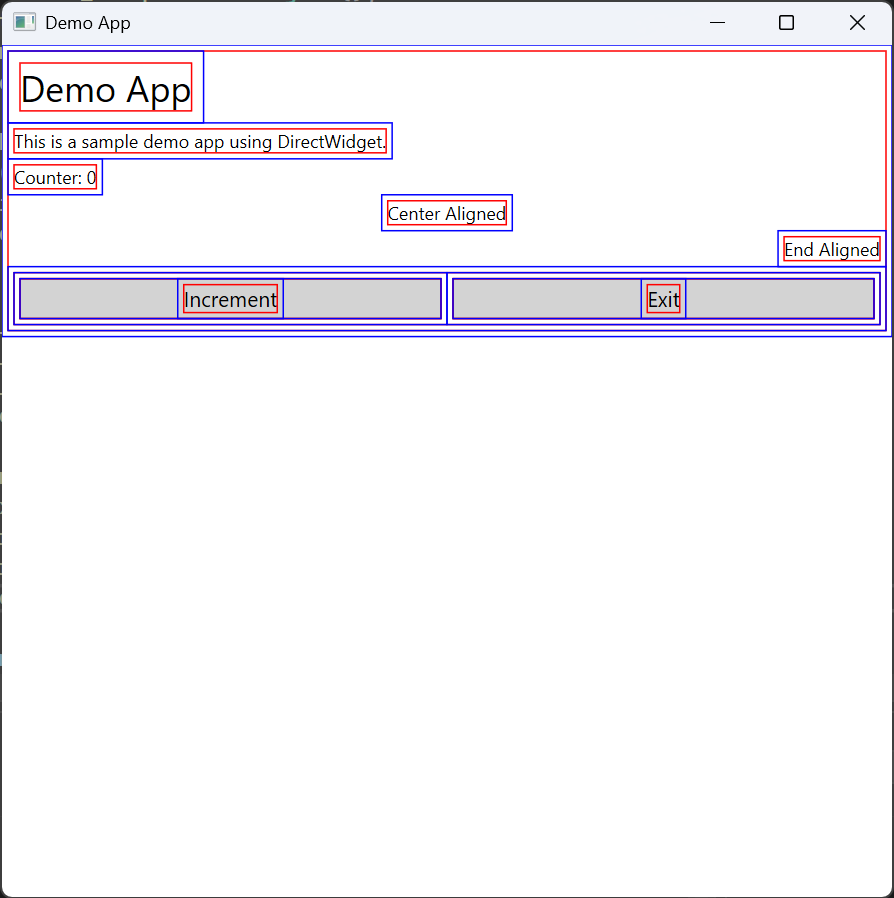 Demo App
Demo App
This is a sample demo app using DirectWidget.
Counter: 0
Center Aligned
End Aligned
Increment Exit